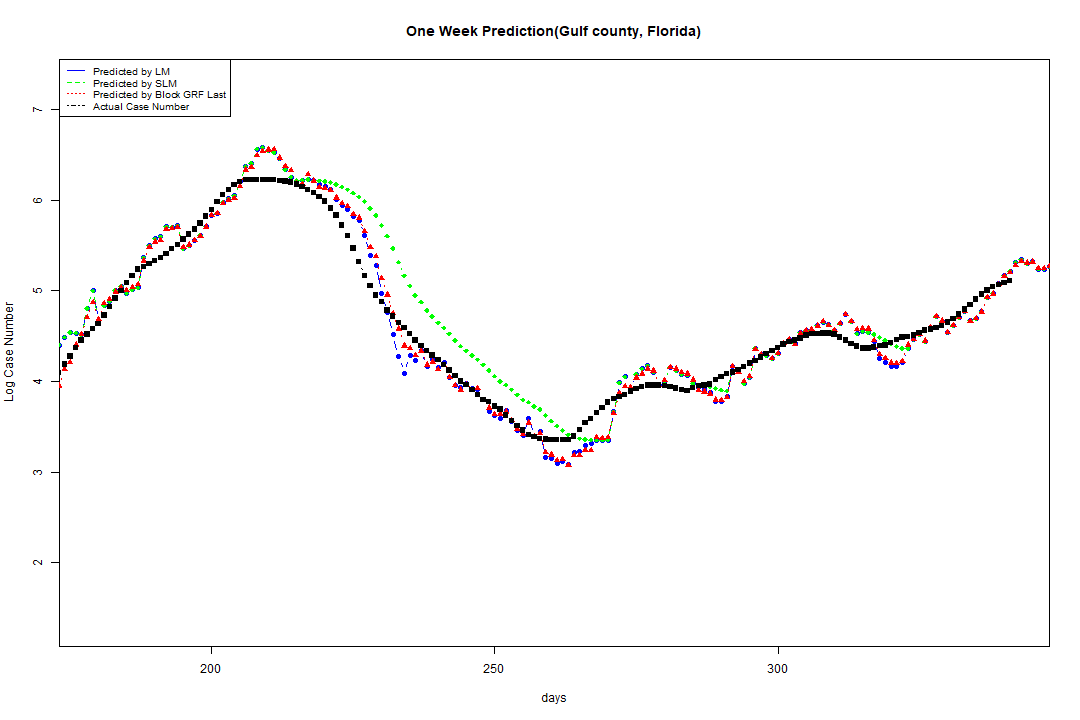 One Week Prediction(Gulf county, Florida)
Predicted by LM
Predicted by SLM
Predicted by Block GRF Last
Actual Case Number
Log Case Number
7
6
5
4
3
2
200
250
300
days